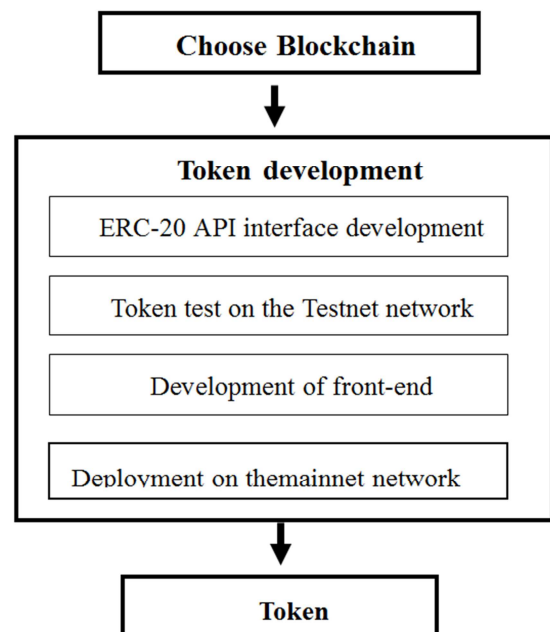 Choose Blockchain
Token development
ERC-20 API interface development
Token test on the Testnet network
Development of front-end
Deployment on themainnet network
Token